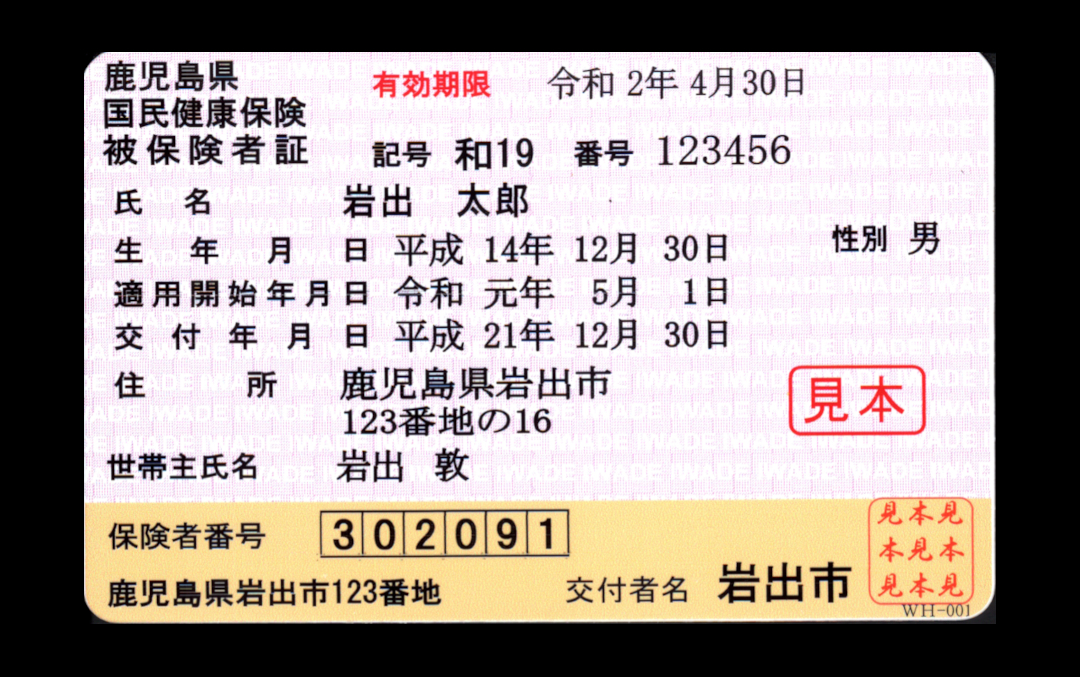 鹿児島県
国民健康保険
被保険者証
有効期限 令和 2年 4月30日
記号 和19 番号 123456
氏名 岩出 太郎
生年月日 平成 14年 12月 30日
性別 男
適用開始年月日 令和 元年 5月 1日
交付年月日 平成 21年 12月 30日
住所 鹿児島県岩出市
123番地の16
見本
世帯主氏名 岩出 敦
保険者番号 302091
鹿児島県岩出市123番地
交付者名 岩出市
見本見
本見本
見本見
WH-001
IWADE IWADE IWADE IWADE